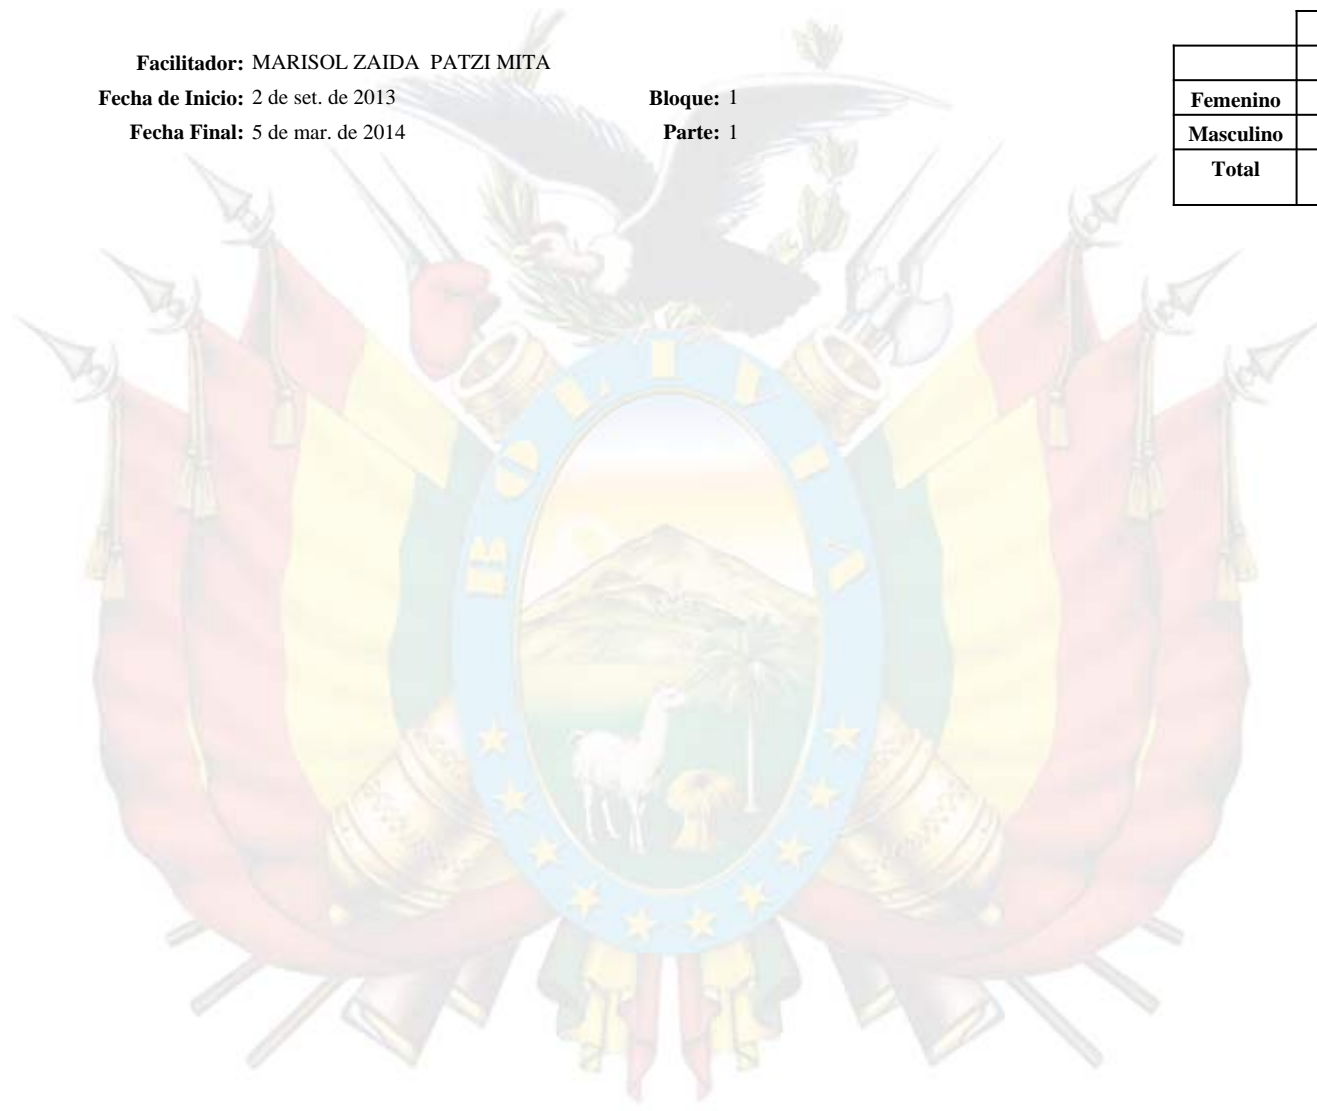 Facilitador: MARISOL ZAIDA PATZI MITA
Fecha de Inicio: 2 de set. de 2013 Bloque: 1
Fecha Final: 5 de mar. de 2014 Parte: 1
Femenino
Masculino
Total
BOLIVIA